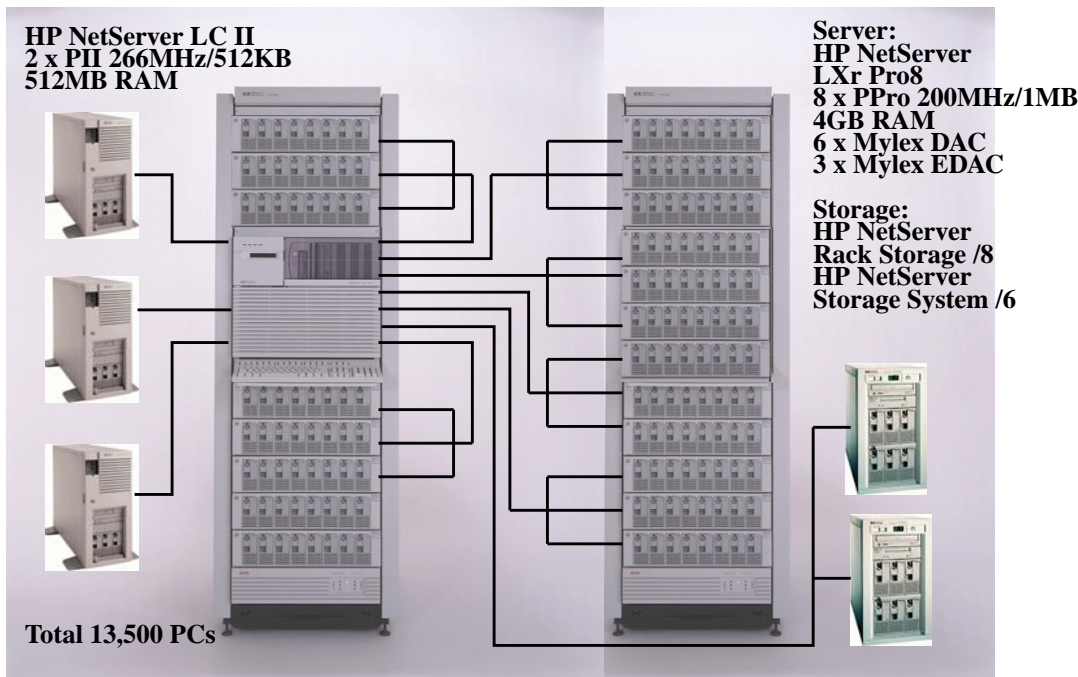 HP NetServer LC II
2 x PII 266MHz/512KB
512MB RAM
Server:
HP NetServer
LXr Pro8
8 x PPro 200MHz/1MB
4GB RAM
6 x Mylex DAC
3 x Mylex EDAC
Storage:
HP NetServer
Rack Storage /8
HP NetServer
Storage System /6
Total 13,500 PCs